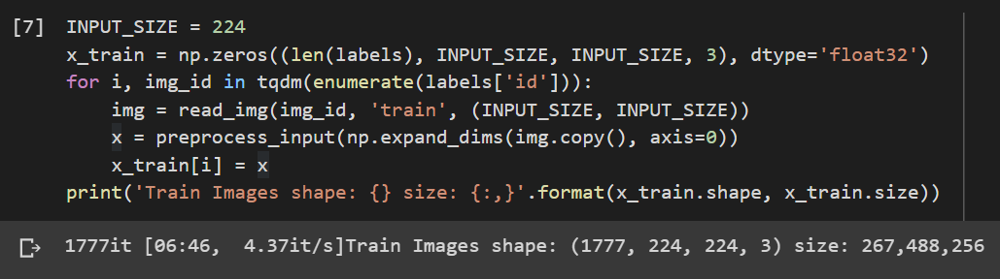 [7] INPUT_SIZE = 224
x_train = np.zeros((len(labels), INPUT_SIZE, INPUT_SIZE, 3), dtype='float32')
for i, img_id in tqdm(enumerate(labels['id'])):
    img = read_img(img_id, 'train', (INPUT_SIZE, INPUT_SIZE))
    x = preprocess_input(np.expand_dims(img.copy(), axis=0))
    x_train[i] = x
print('Train Images shape: {} size: {:,}'.format(x_train.shape, x_train.size))
1777it [06:46,  4.37it/s]Train Images shape: (1777, 224, 224, 3) size: 267,488,256